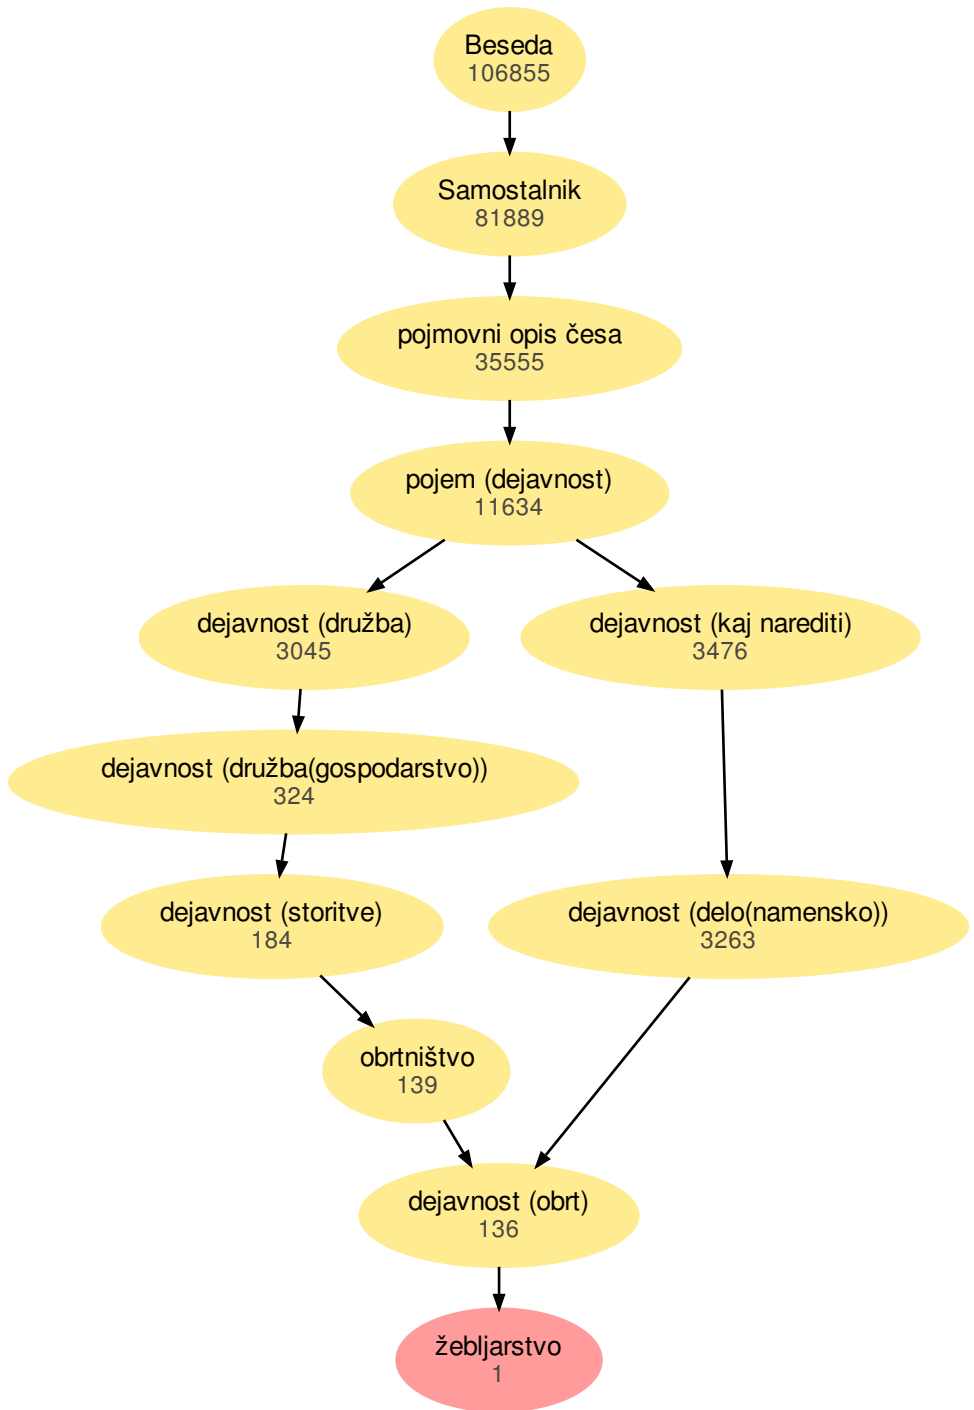 Beseda
106855
Samostalnik
81889
pojmovni opis česa
35555
pojem (dejavnost)
11634
dejavnost (družba)
3045
dejavnost (kaj narediti)
3476
dejavnost (družba(gospodarstvo))
324
dejavnost (storitve)
184
dejavnost (delo(namensko))
3263
obrtništvo
139
dejavnost (obrt)
136
žebljarstvo
1